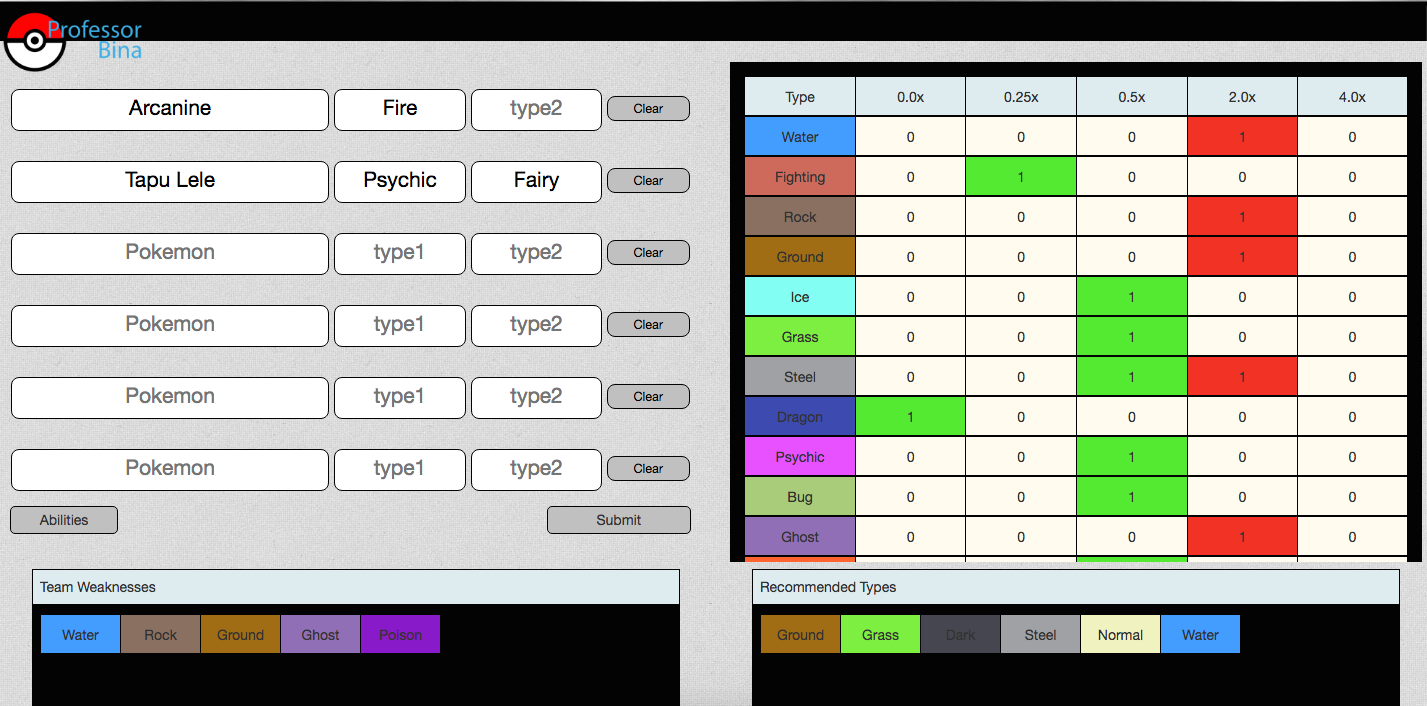 Professor
Bina
Arcanine Fire type2 Clear
Tapu Lele Psychic Fairy Clear
Pokemon type1 type2 Clear
Pokemon type1 type2 Clear
Pokemon type1 type2 Clear
Pokemon type1 type2 Clear
Abilities Submit
Type 0.0x 0.25x 0.5x 2.0x 4.0x
Water 0 0 0 1 0
Fighting 0 1 0 0 0
Rock 0 0 0 1 0
Ground 0 0 0 1 0
Ice 0 0 1 0 0
Grass 0 0 1 0 0
Steel 0 0 1 1 0
Dragon 1 0 0 0 0
Psychic 0 0 1 0 0
Bug 0 0 1 0 0
Ghost 0 0 0 1 0
Team Weaknesses
Water Rock Ground Ghost Poison
Recommended Types
Ground Grass Dark Steel Normal Water